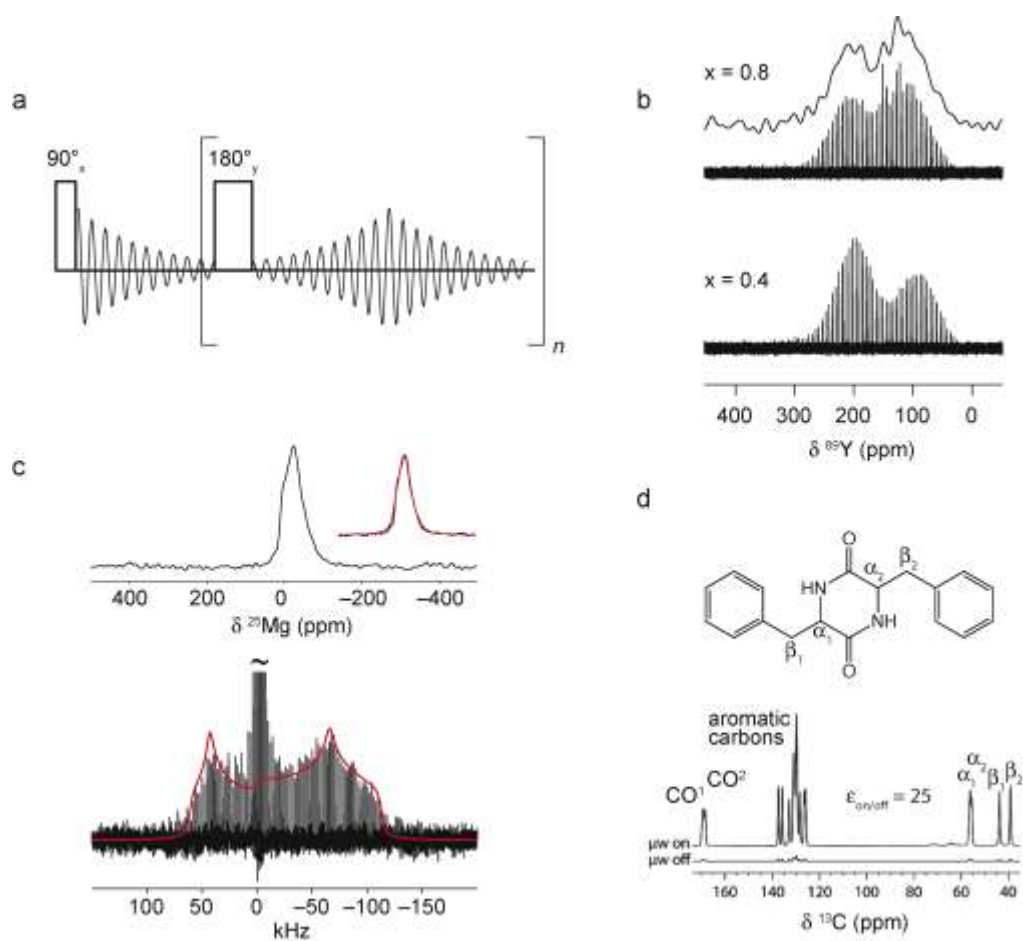 a
90°x
180°y
n
b
x = 0.8
x = 0.4
400 300 200 100 0
δ 89Y (ppm)
c
400 200 0 −200 −400
δ 25Mg (ppm)
~
100 50 0 −50 −100 −150
kHz
d
O
α2 β2
HN
NH
α1
β1
O
aromatic
carbons
CO1 CO2
εon/off = 25
α2
α1 β1 β2
μw on
μw off
160 140 120 100 80 60 40
δ 13C (ppm)